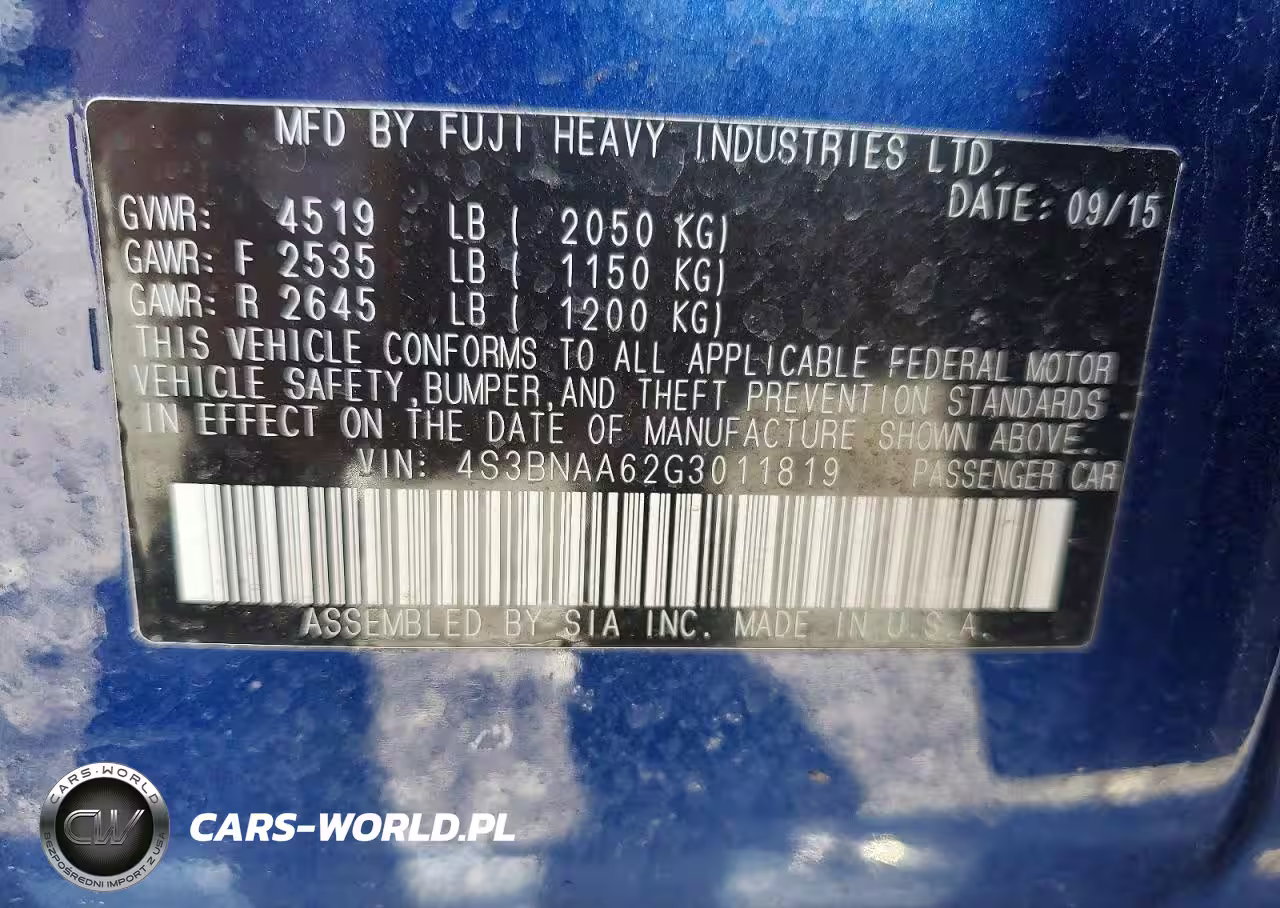 MFD BY FUJI HEAVY INDUSTRIES LTD.
DATE: 09/15
GVWR: 4519 LB ( 2050 KG)
GAWR: F 2535 LB ( 1150 KG)
GAWR: R 2645 LB ( 1200 KG)
THIS VEHICLE CONFORMS TO ALL APPLICABLE FEDERAL MOTOR
VEHICLE SAFETY, BUMPER, AND THEFT PREVENTION STANDARDS
IN EFFECT ON THE DATE OF MANUFACTURE SHOWN ABOVE.
VIN: 4S3BNAA62G3011819 PASSENGER CAR
ASSEMBLED BY SIA INC. MADE IN U.S.A.
CARS-WORLD
CW
BEZPOŚREDNI IMPORT Z USA
CARS-WORLD.PL